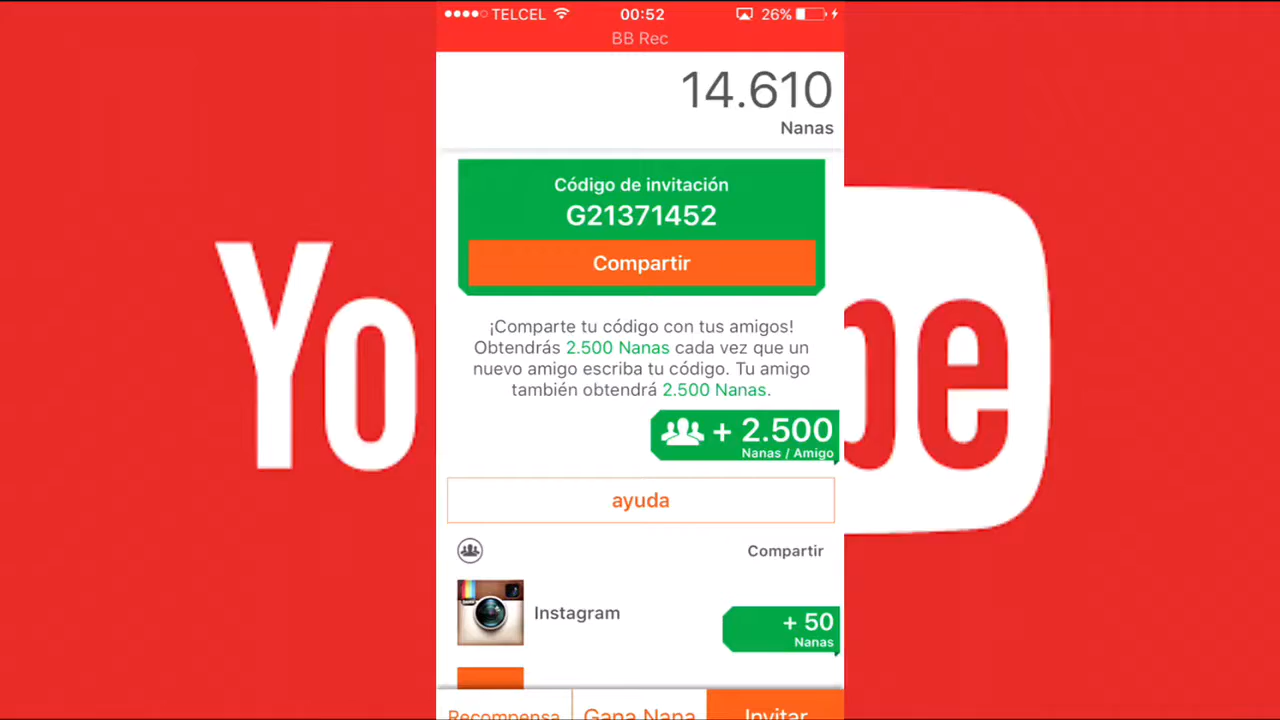 TELCEL 00:52 26%
BB Rec
14.610
Nanas
Código de invitación
G21371452
Compartir
¡Comparte tu código con tus amigos!
Obtendrás 2.500 Nanas cada vez que un
nuevo amigo escriba tu código. Tu amigo
también obtendrá 2.500 Nanas.
+ 2.500
Nanas / Amigo
ayuda
Compartir
Instagram
+ 50
Nanas
Recompensa Gana Nana Invitar
Yo be